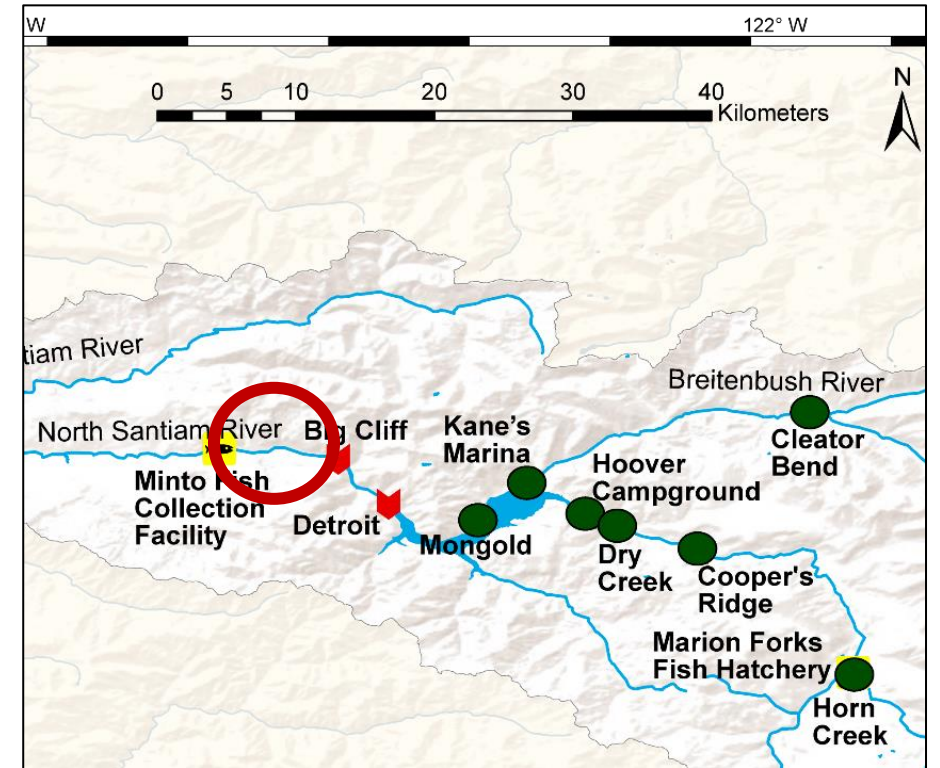 W
122° W
N
0 5 10 20 30 40
Kilometers
tiam River
Breitenbush River
North Santiam River
Big Cliff
Kane's
Marina
Cleator
Bend
Hoover
Campground
Minto Fish
Collection
Facility
Detroit
Mongold
Dry
Creek
Cooper's
Ridge
Marion Forks
Fish Hatchery
Horn
Creek